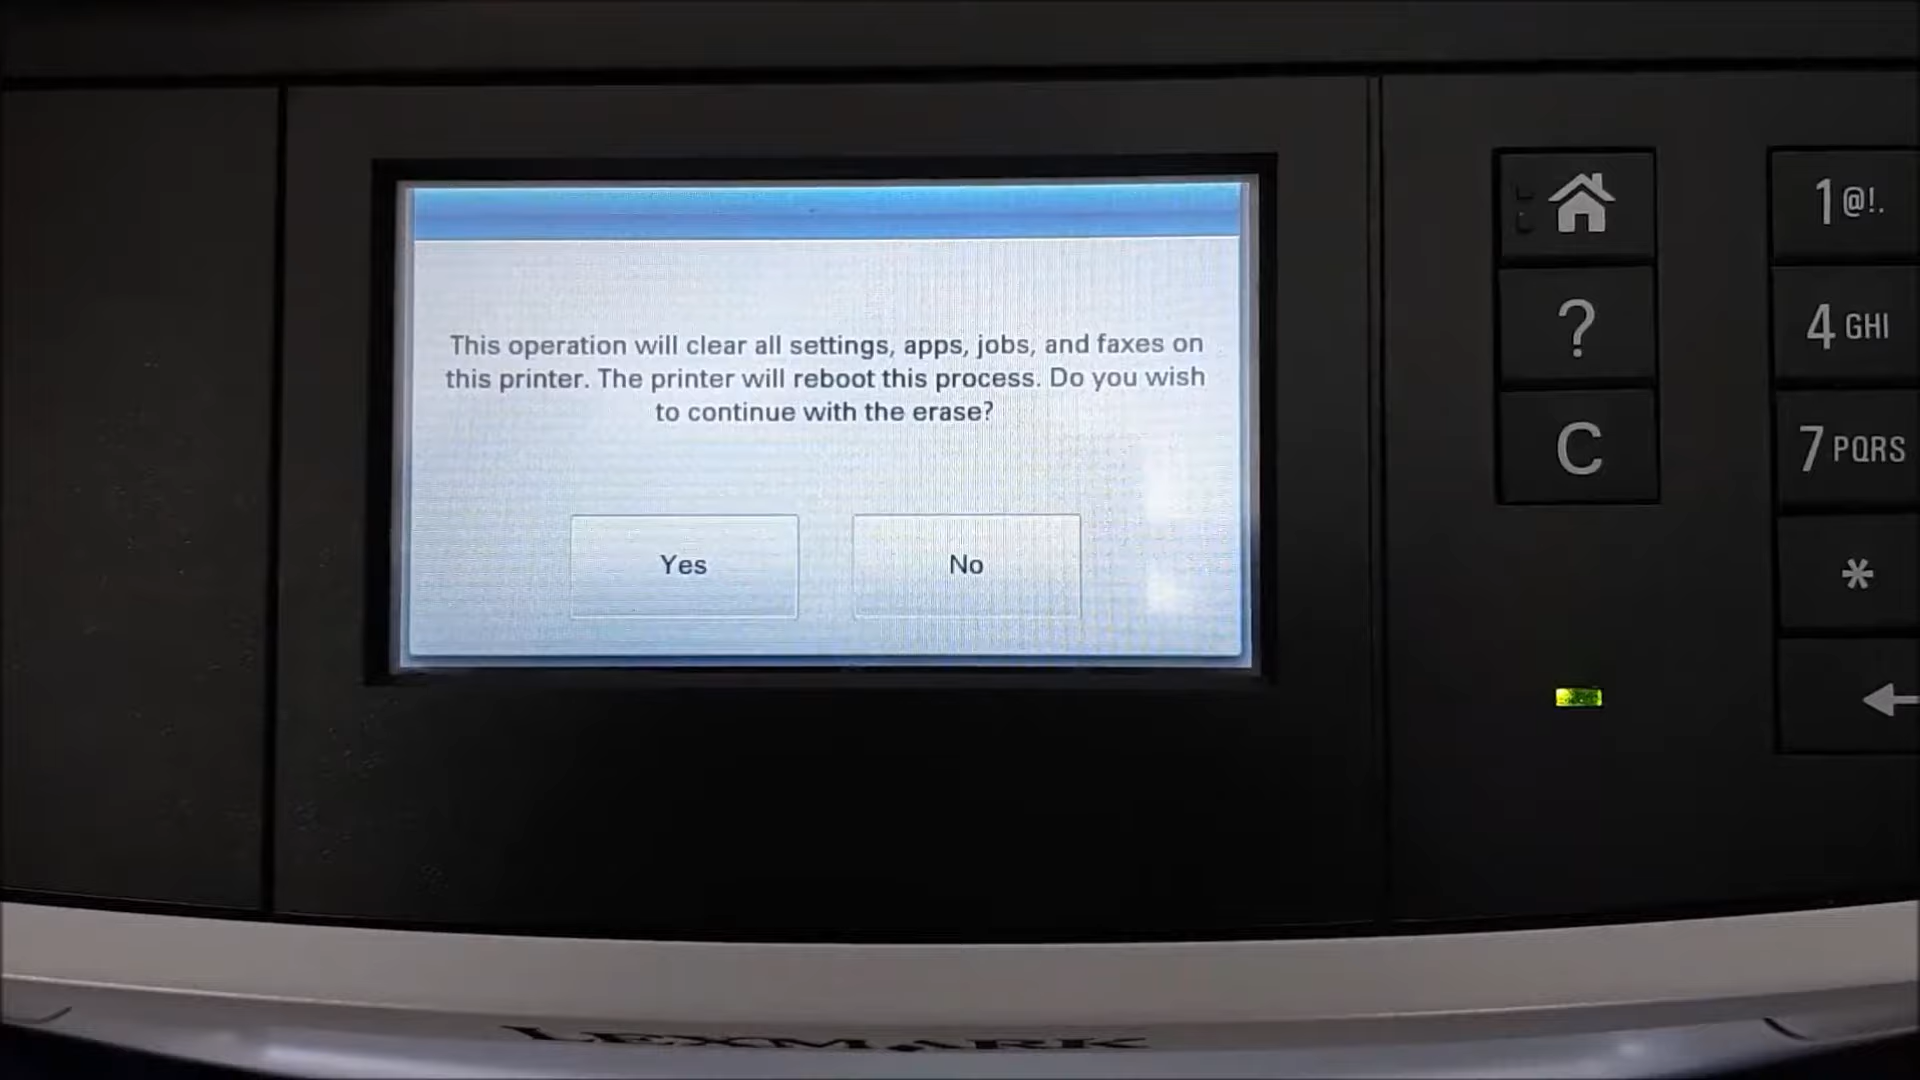 This operation will clear all settings, apps, jobs, and faxes on
this printer. The printer will reboot this process. Do you wish
to continue with the erase?
Yes
No
?
C
1 @!.
4 GHI
7 PQRS
*
LEXMARK